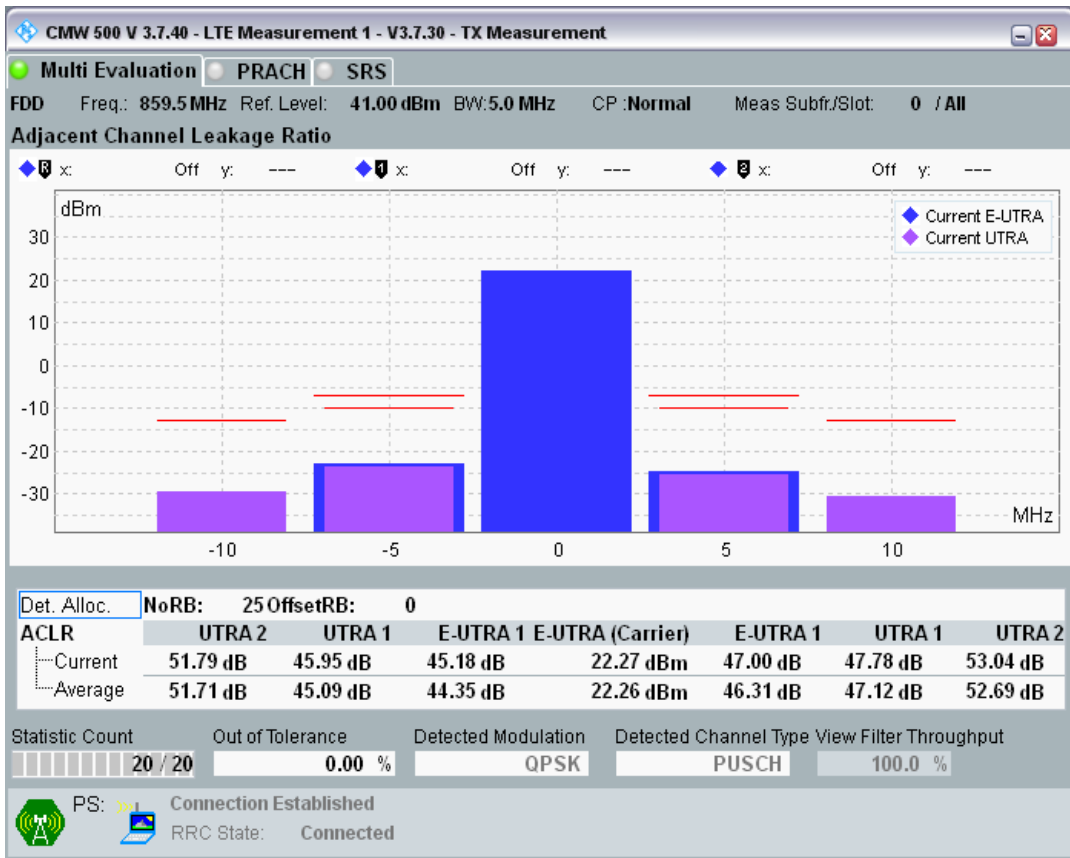 CMW 500 V 3.7.40 - LTE Measurement 1 - V3.7.30 - TX Measurement
Multi Evaluation PRACH SRS
FDD Freq.: 859.5 MHz Ref. Level: 41.00 dBm BW:5.0 MHz CP :Normal Meas Subfr./Slot: 0 / All
Adjacent Channel Leakage Ratio
R x: Off y: --- 1 x: Off y: --- 2 x: Off y: ---
dBm
Current E-UTRA
Current UTRA
30
20
10
0
-10
-20
-30
MHz
-10 -5 0 5 10
Det. Alloc. NoRB: 25 OffsetRB: 0
ACLR UTRA 2 UTRA 1 E-UTRA 1 E-UTRA (Carrier) E-UTRA 1 UTRA 1 UTRA 2
Current 51.79 dB 45.95 dB 45.18 dB 22.27 dBm 47.00 dB 47.78 dB 53.04 dB
Average 51.71 dB 45.09 dB 44.35 dB 22.26 dBm 46.31 dB 47.12 dB 52.69 dB
Statistic Count Out of Tolerance Detected Modulation Detected Channel Type View Filter Throughput
20 / 20 0.00 % QPSK PUSCH 100.0 %
PS: Connection Established
RRC State: Connected